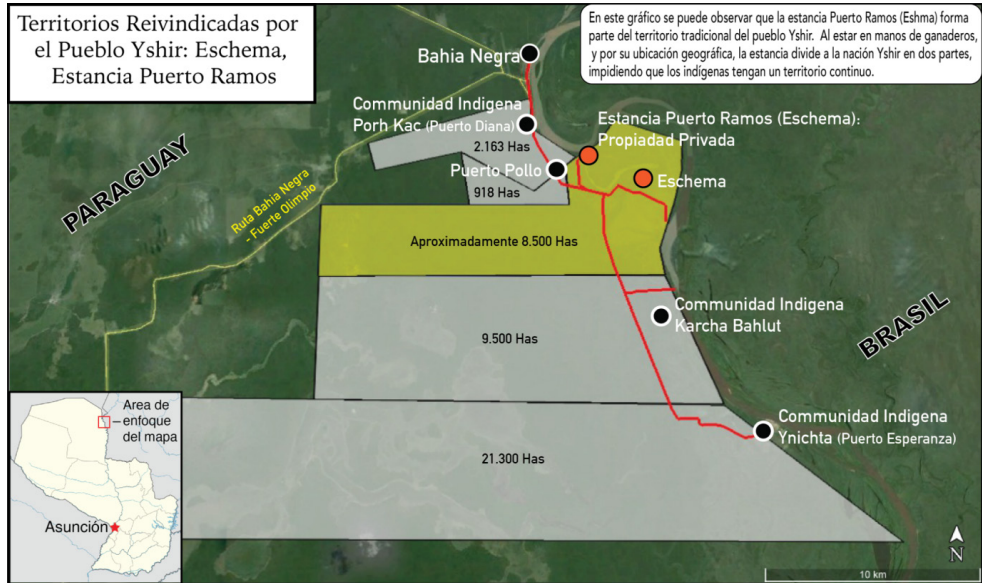 Territorios Reivindicadas por
el Pueblo Yshir: Eschema,
Estancia Puerto Ramos
En este gráfico se puede observar que la estancia Puerto Ramos (Eshma) forma
parte del territorio tradicional del pueblo Yshir. Al estar en manos de ganaderos,
y por su ubicación geográfica, la estancia divide a la nación Yshir en dos partes,
impidiendo que los indígenas tengan un territorio continuo.
Bahia Negra
Communidad Indigena
Porh Kac (Puerto Diana)
2.163 Has
Estancia Puerto Ramos (Eschema):
Propiadad Privada
Puerto Pollo
Eschema
918 Has
PARAGUAY
Ruta Bahia Negra
- Fuerte Olimpio
Aproximadamente 8.500 Has
Communidad Indigena
Karcha Bahlut
BRASIL
9.500 Has
Area de
enfoque
del mapa
Communidad Indigena
Ynichta (Puerto Esperanza)
21.300 Has
Asunción
N
10 km